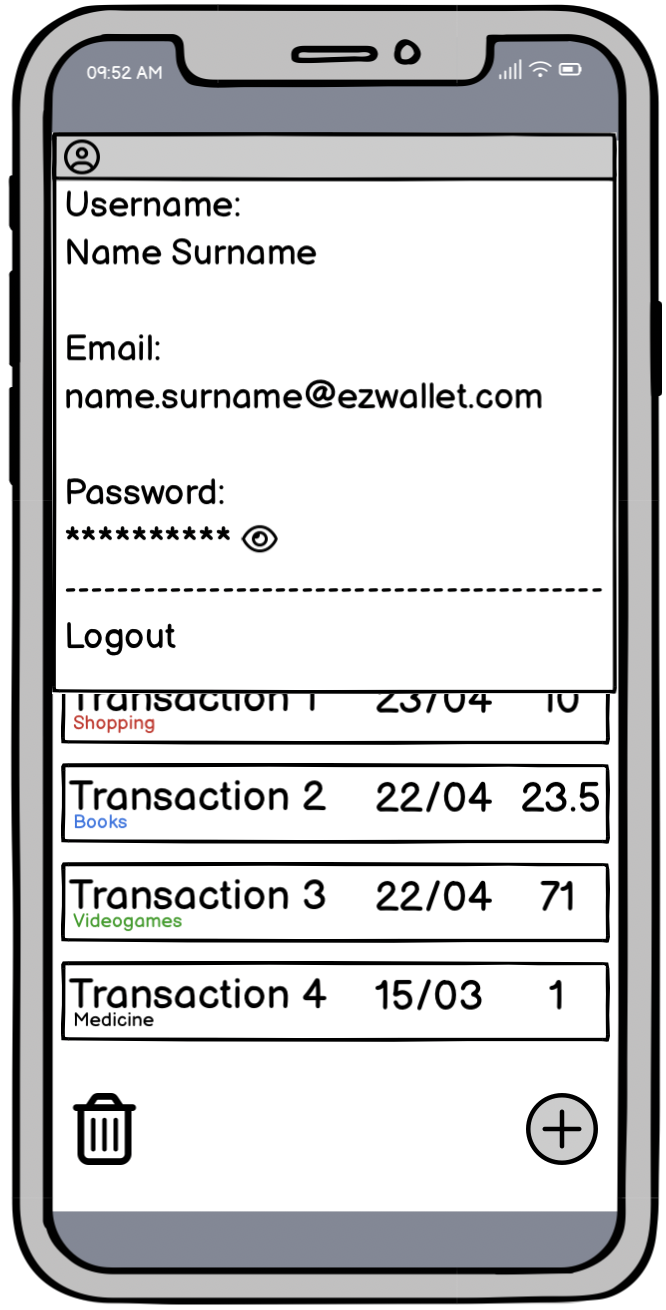 09:52 AM
Username:
Name Surname
Email:
name.surname@ezwallet.com
Password:
**********
Logout
Transaction 1 23/04 10
Shopping
Transaction 2 22/04 23.5
Books
Transaction 3 22/04 71
Videogames
Transaction 4 15/03 1
Medicine